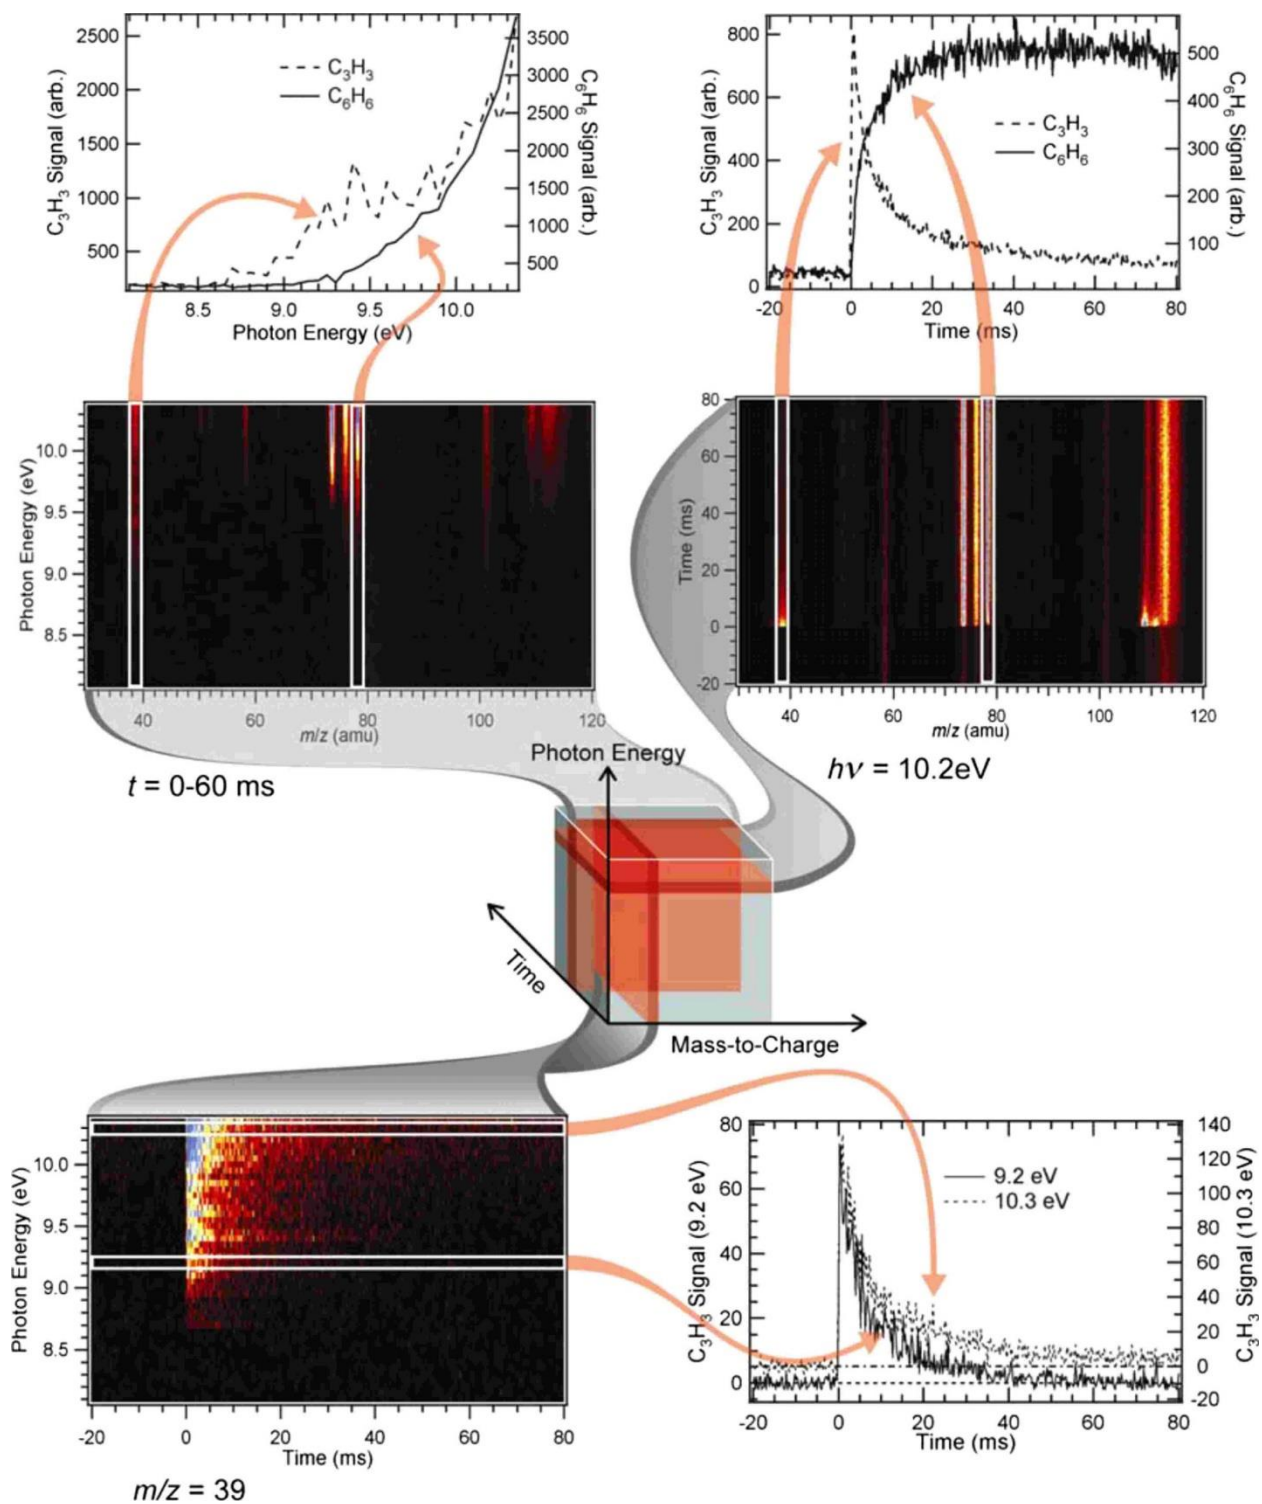 2500
2000
1500
1000
500
C₃H₃ Signal (arb.)
C₃H₃
C₆H₆
3500
3000
2500
2000
1500
1000
500
C₆H₆ Signal (arb.)
8.5 9.0 9.5 10.0
Photon Energy (eV)
800
600
400
200
0
C₃H₃ Signal (arb.)
C₃H₃
C₆H₆
500
400
300
200
100
C₆H₆ Signal (arb.)
-20 0 20 40 60 80
Time (ms)
10.0
9.5
9.0
8.5
Photon Energy (eV)
40 60 80 100 120
m/z (amu)
t = 0-60 ms
80
60
40
20
0
-20
Time (ms)
40 60 80 100 120
m/z (amu)
hν = 10.2eV
Photon Energy
Time
Mass-to-Charge
10.0
9.5
9.0
8.5
Photon Energy (eV)
-20 0 20 40 60 80
Time (ms)
m/z = 39
80
60
40
20
0
C₃H₃ Signal (9.2 eV)
9.2 eV
10.3 eV
140
120
100
80
60
40
20
0
-20
C₃H₃ Signal (10.3 eV)
-20 0 20 40 60 80
Time (ms)